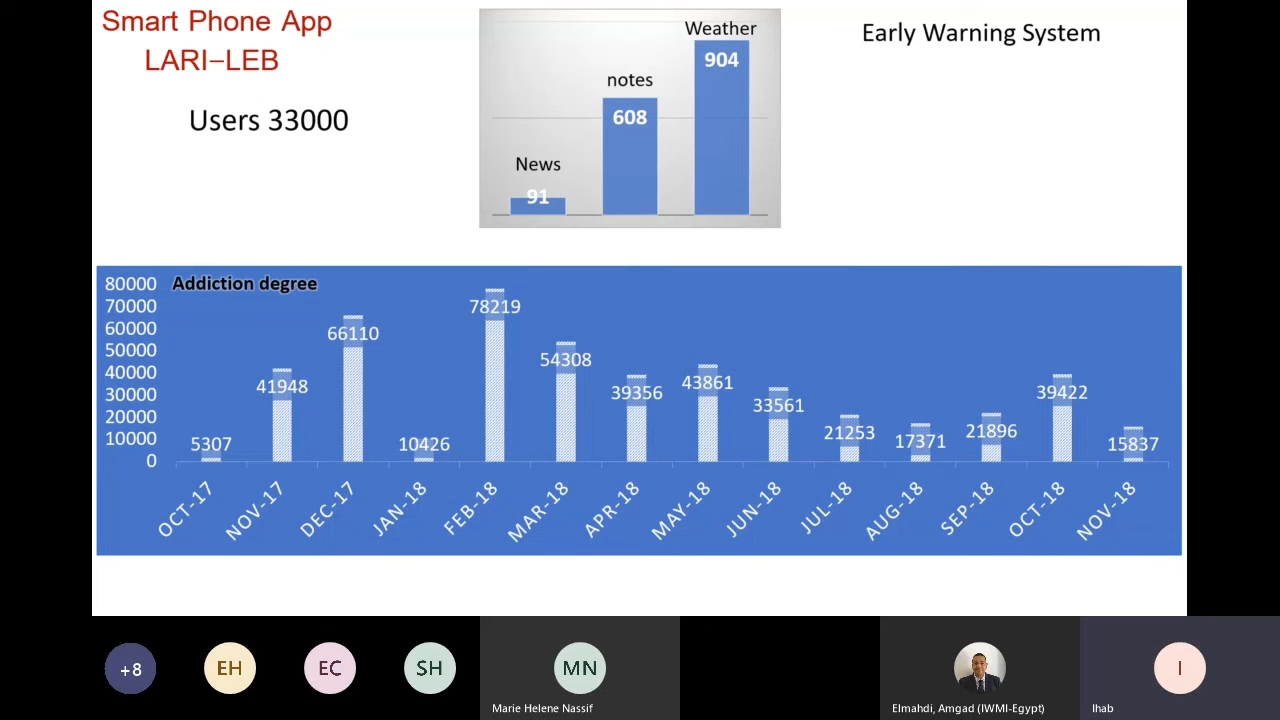 Smart Phone App
LARI–LEB
Users 33000
Early Warning System
Weather
904
notes
608
News
91
Addiction degree
80000
70000
60000
50000
40000
30000
20000
10000
0
5307
41948
66110
10426
78219
54308
39356
43861
33561
21253
17371
21896
39422
15837
OCT-17
NOV-17
DEC-17
JAN-18
FEB-18
MAR-18
APR-18
MAY-18
JUN-18
JUL-18
AUG-18
SEP-18
OCT-18
NOV-18
+8
EH
EC
SH
MN
I
Marie Helene Nassif
Elmahdi, Amgad (IWMI-Egypt)
Ihab